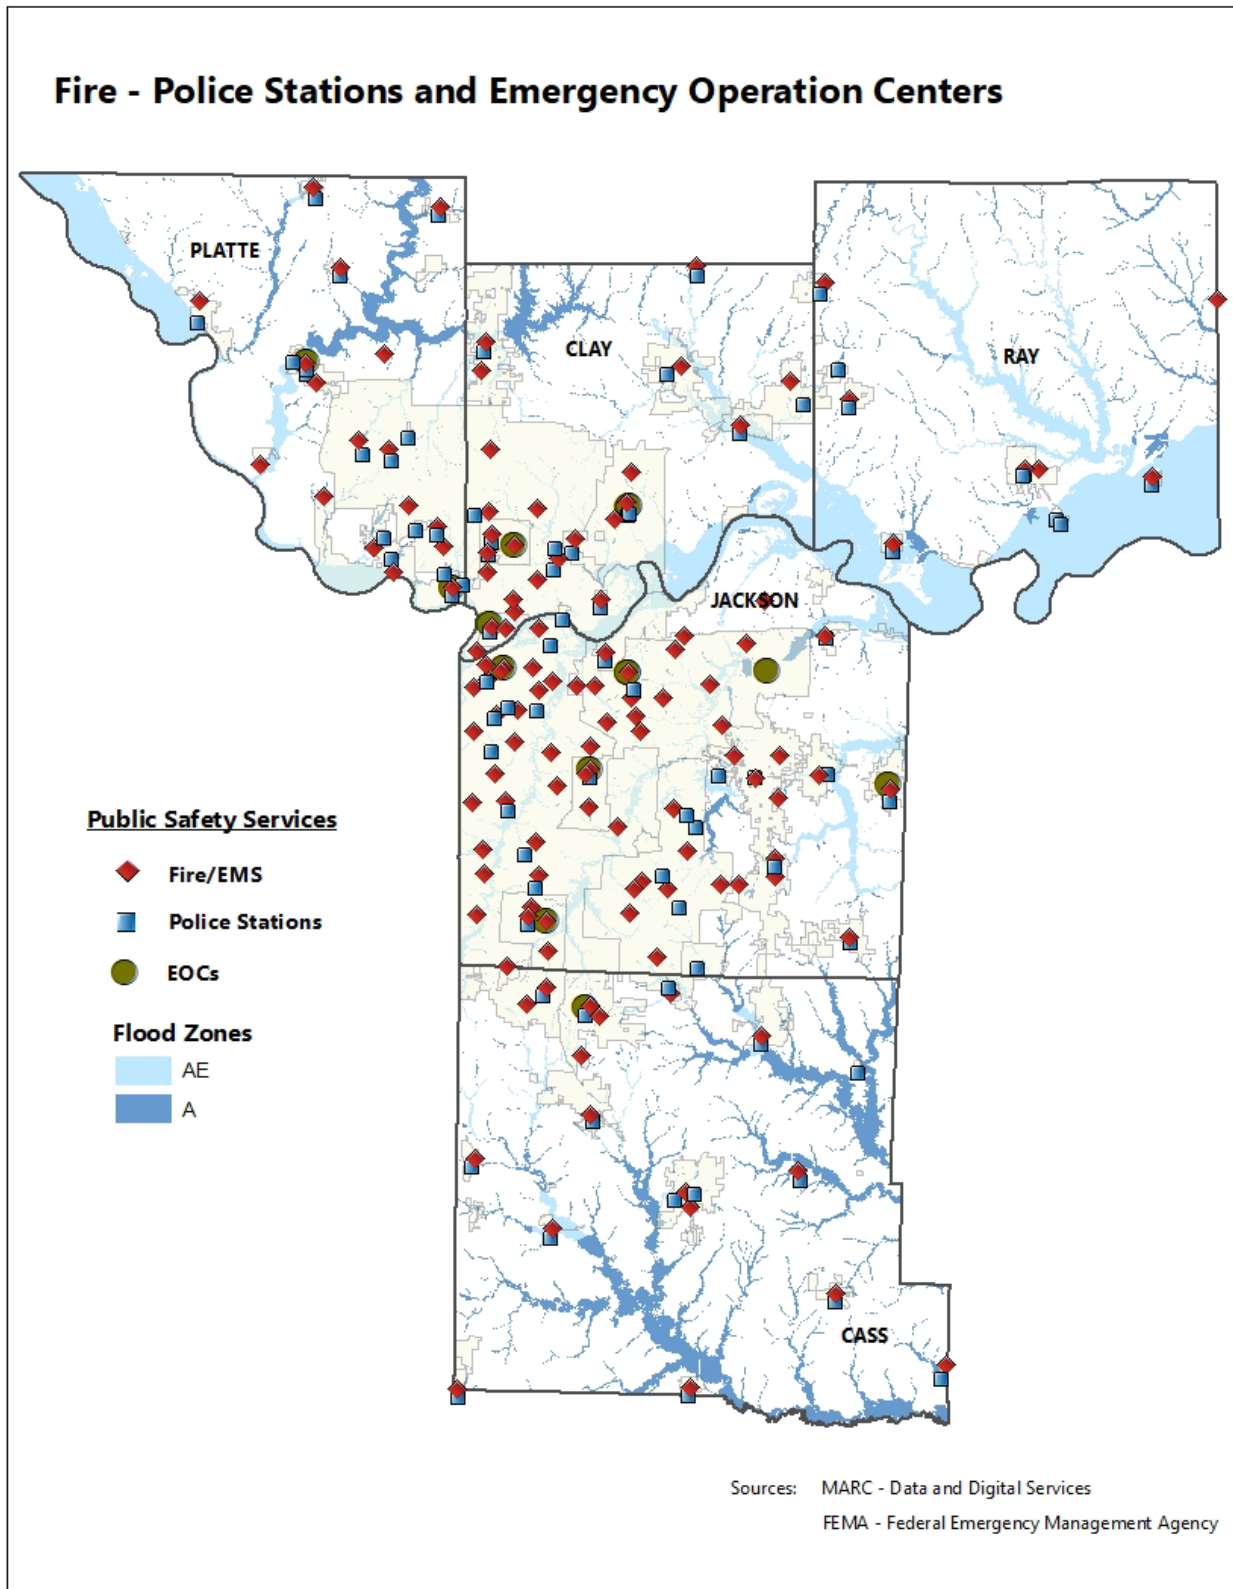 Fire - Police Stations and Emergency Operation Centers
PLATTE
CLAY
RAY
JACKSON
Public Safety Services
Fire/EMS
Police Stations
EOCs
Flood Zones
AE
A
CASS
Sources: MARC - Data and Digital Services
FEMA - Federal Emergency Management Agency